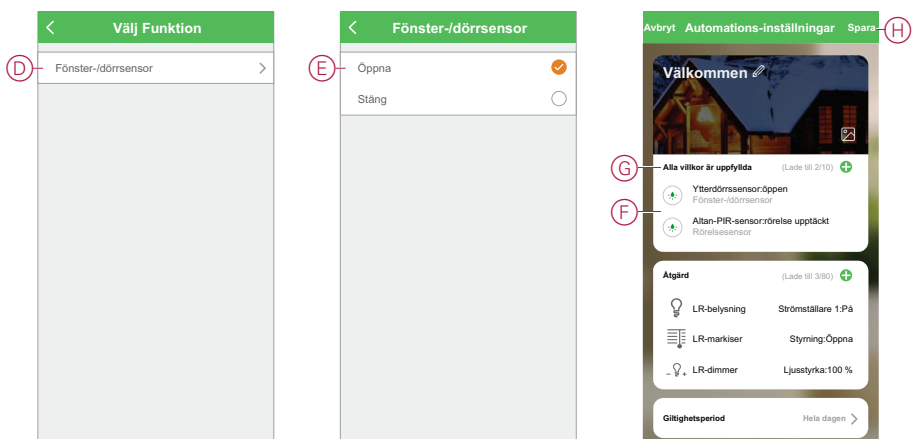 Välj Funktion
D
Fönster-/dörrsensor
Fönster-/dörrsensor
E
Öppna
Stäng
Avbryt Automations-inställningar Spara
H
Välkommen
G
Alla villkor är uppfyllda (Lade till 2/10)
Ytterdörrssensor:öppen
Fönster-/dörrsensor
F
Altan-PIR-sensor:rörelse upptäckt
Rörelsesensor
Åtgärd (Lade till 3/80)
LR-belysning Strömställare 1:På
LR-markiser Styrning:Öppna
LR-dimmer Ljusstyrka:100 %
Giltighetsperiod Hela dagen